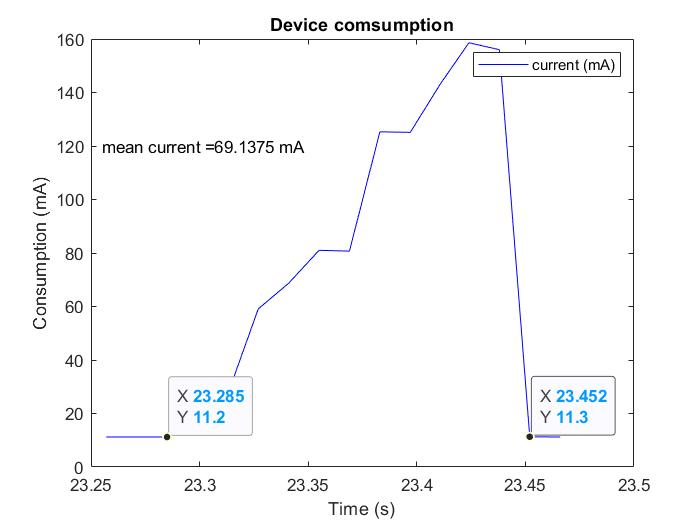 Device comsumption
160
current (mA)
140
120
mean current =69.1375 mA
100
Consumption (mA)
80
60
40
X 23.285
Y 11.2
X 23.452
Y 11.3
20
0
23.25
23.3
23.35
23.4
23.45
23.5
Time (s)